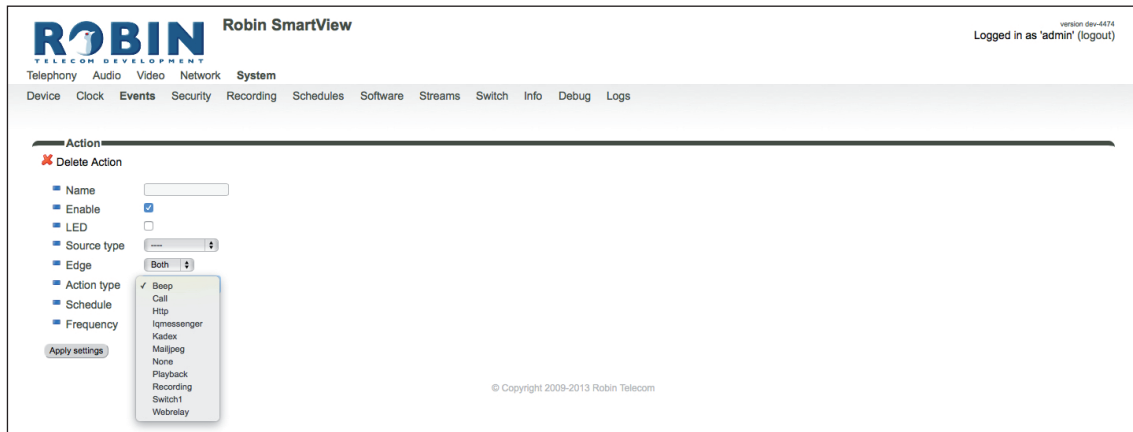 ROBIN
TELECOM DEVELOPMENT
Robin SmartView
version dev-4474
Logged in as 'admin' (logout)
Telephony Audio Video Network System
Device Clock Events Security Recording Schedules Software Streams Switch Info Debug Logs
Action
Delete Action
Name
Enable
LED
Source type ----
Edge Both
Action type ✓ Beep
Call
Schedule
Http
Iqmessenger
Frequency
Kadex
Mailjpeg
Apply settings
None
Playback
Recording
Switch1
Webrelay
© Copyright 2009-2013 Robin Telecom